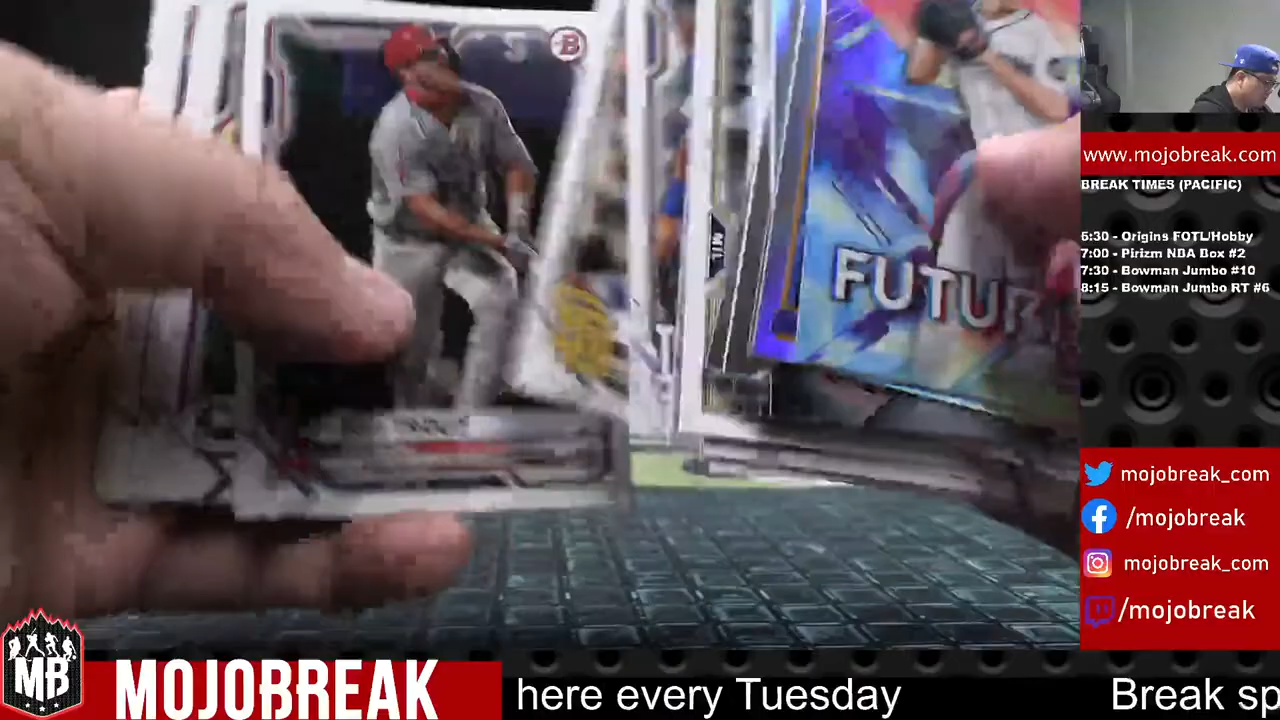 B
MIL
FUTUR
www.mojobreak.com
BREAK TIMES (PACIFIC)
5:30 - Origins FOTL/Hobby
7:00 - Pirizm NBA Box #2
7:30 - Bowman Jumbo #10
8:15 - Bowman Jumbo RT #6
mojobreak_com
/mojobreak
mojobreak_com
/mojobreak
MB
MOJOBREAK
here every Tuesday
Break sp